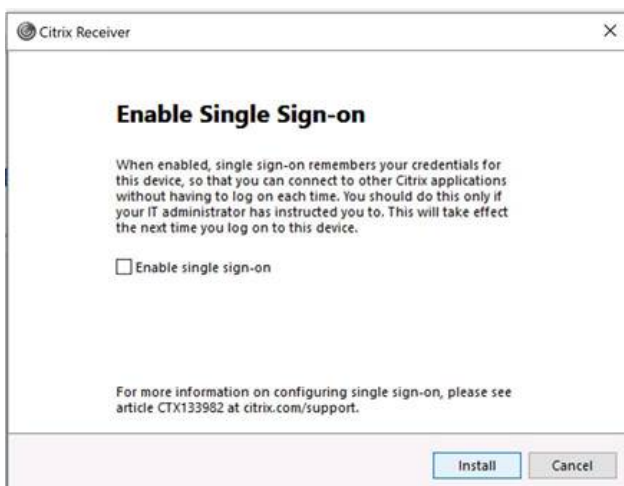 Citrix Receiver
Enable Single Sign-on
When enabled, single sign-on remembers your credentials for
this device, so that you can connect to other Citrix applications
without having to log on each time. You should do this only if
your IT administrator has instructed you to. This will take effect
the next time you log on to this device.
Enable single sign-on
For more information on configuring single sign-on, please see
article CTX133982 at citrix.com/support.
Install Cancel